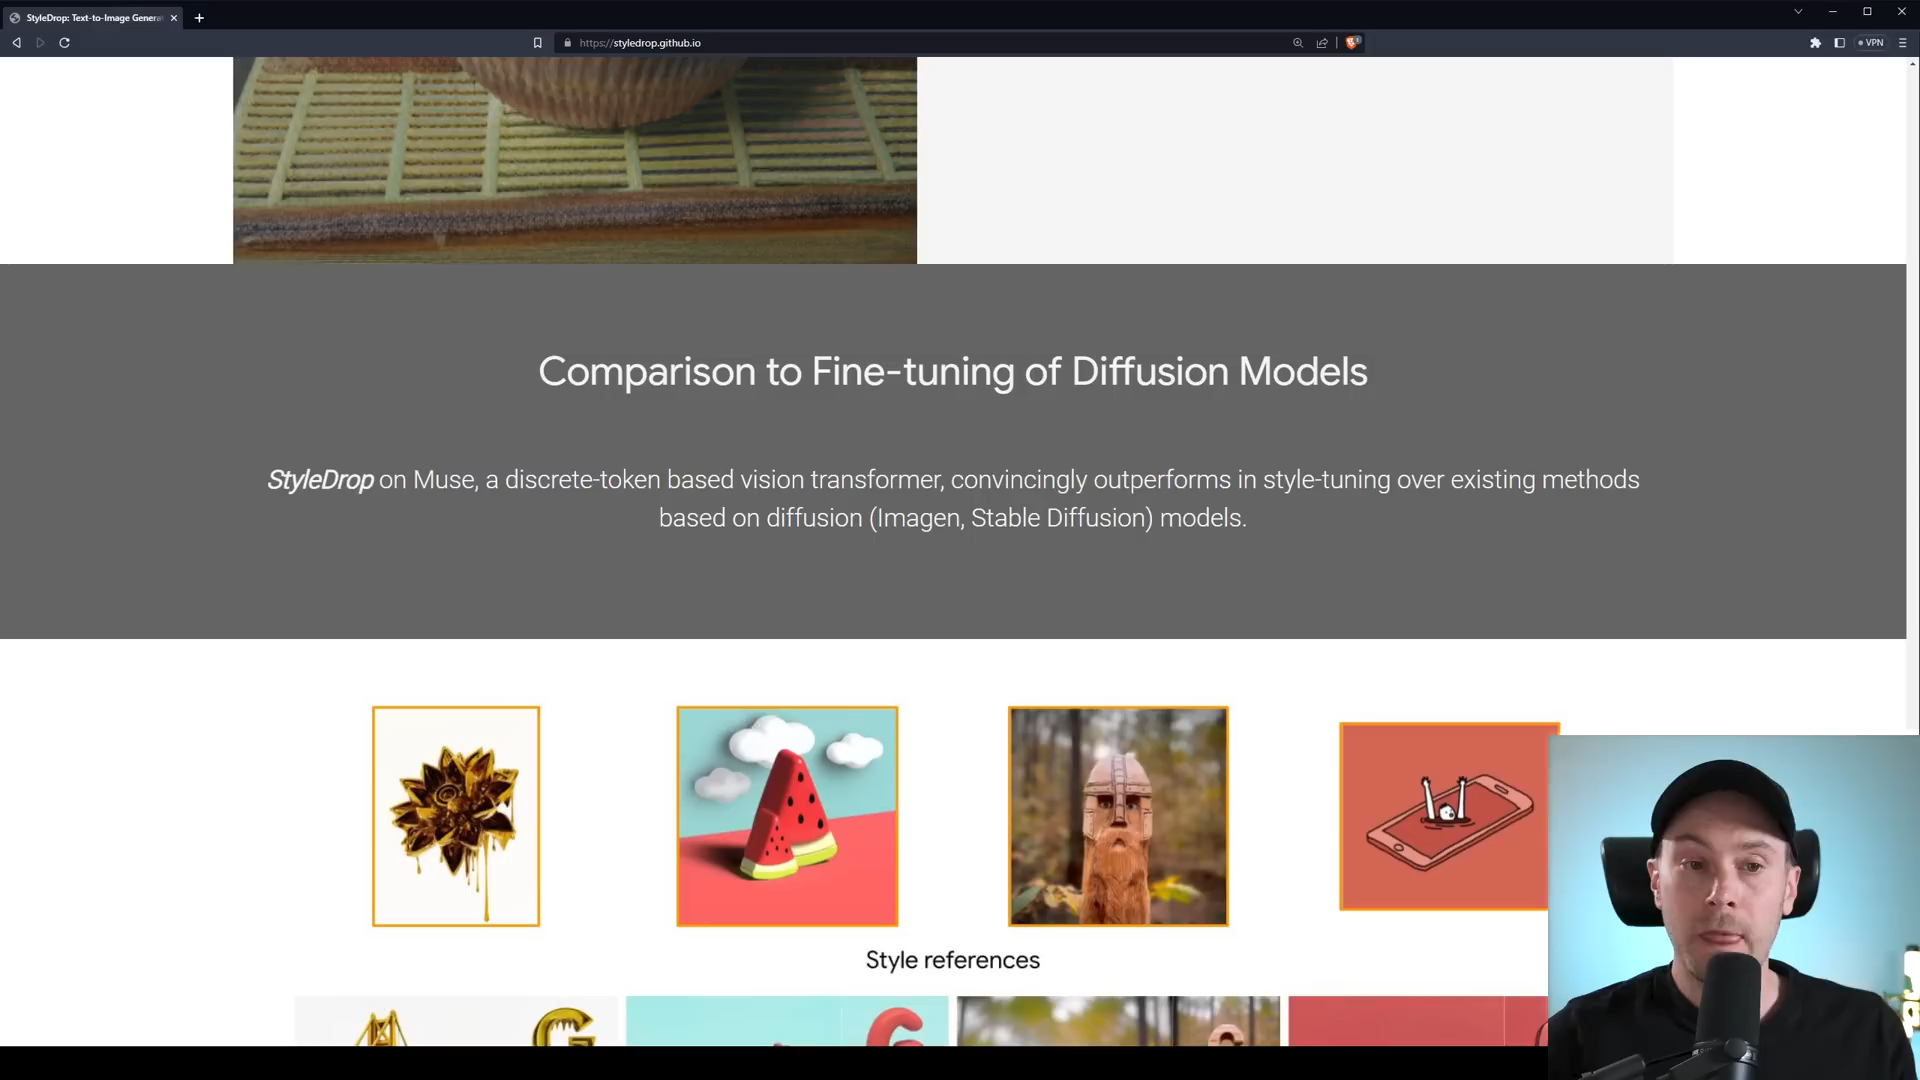 StyleDrop: Text-to-Image Genera
https://styledrop.github.io
VPN
Comparison to Fine-tuning of Diffusion Models
StyleDrop on Muse, a discrete-token based vision transformer, convincingly outperforms in style-tuning over existing methods
based on diffusion (Imagen, Stable Diffusion) models.
Style references
G
G